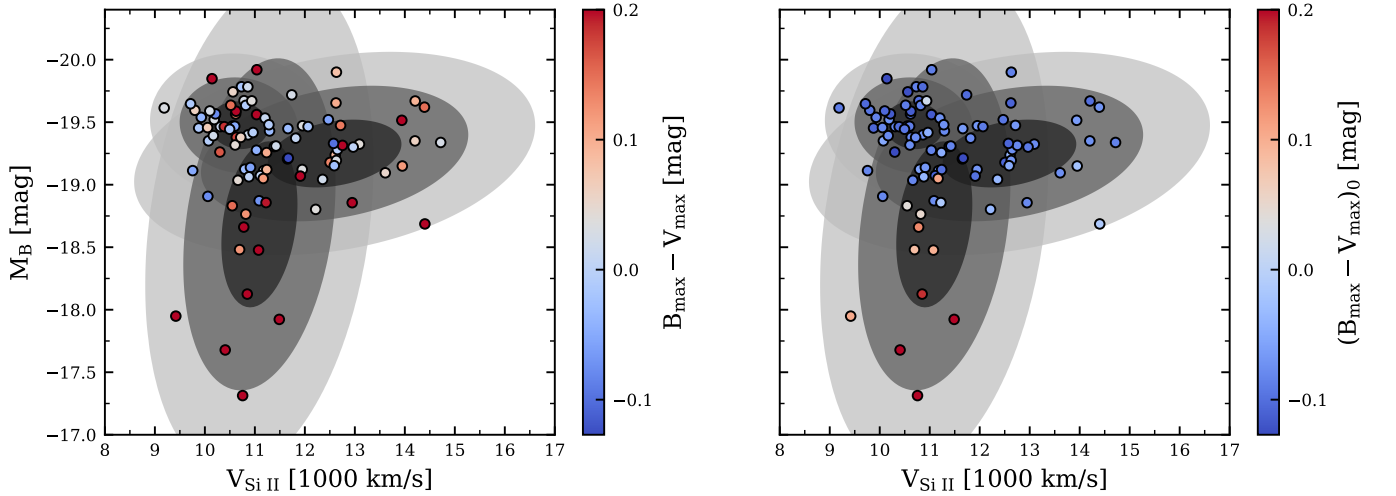 −20.0
−19.5
−19.0
−18.5
−18.0
−17.5
−17.0
M_B [mag]
8 9 10 11 12 13 14 15 16 17
V_Si II [1000 km/s]
0.2
0.1
0.0
−0.1
B_max − V_max [mag]
8 9 10 11 12 13 14 15 16 17
V_Si II [1000 km/s]
0.2
0.1
0.0
−0.1
(B_max − V_max)_0 [mag]